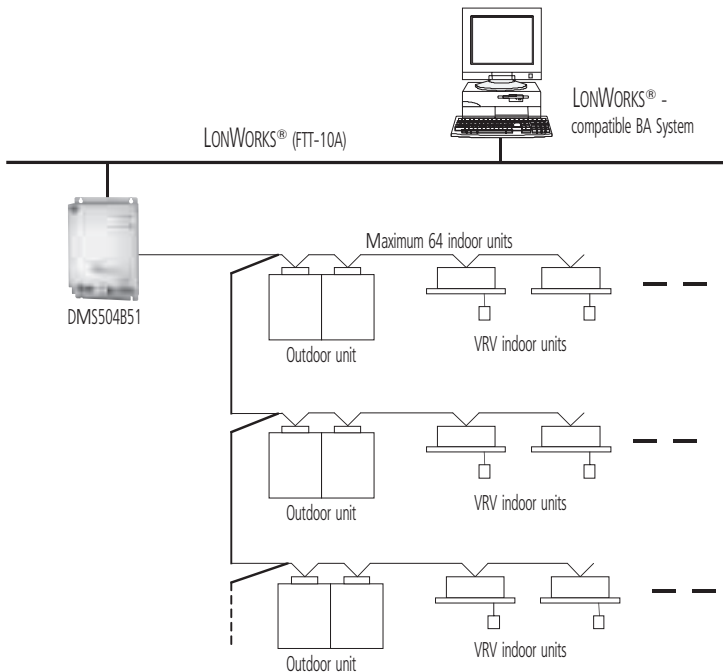 LONWORKS® (FTT-10A)
LONWORKS® -
compatible BA System
DMS504B51
Maximum 64 indoor units
Outdoor unit
VRV indoor units
Outdoor unit
VRV indoor units
Outdoor unit
VRV indoor units